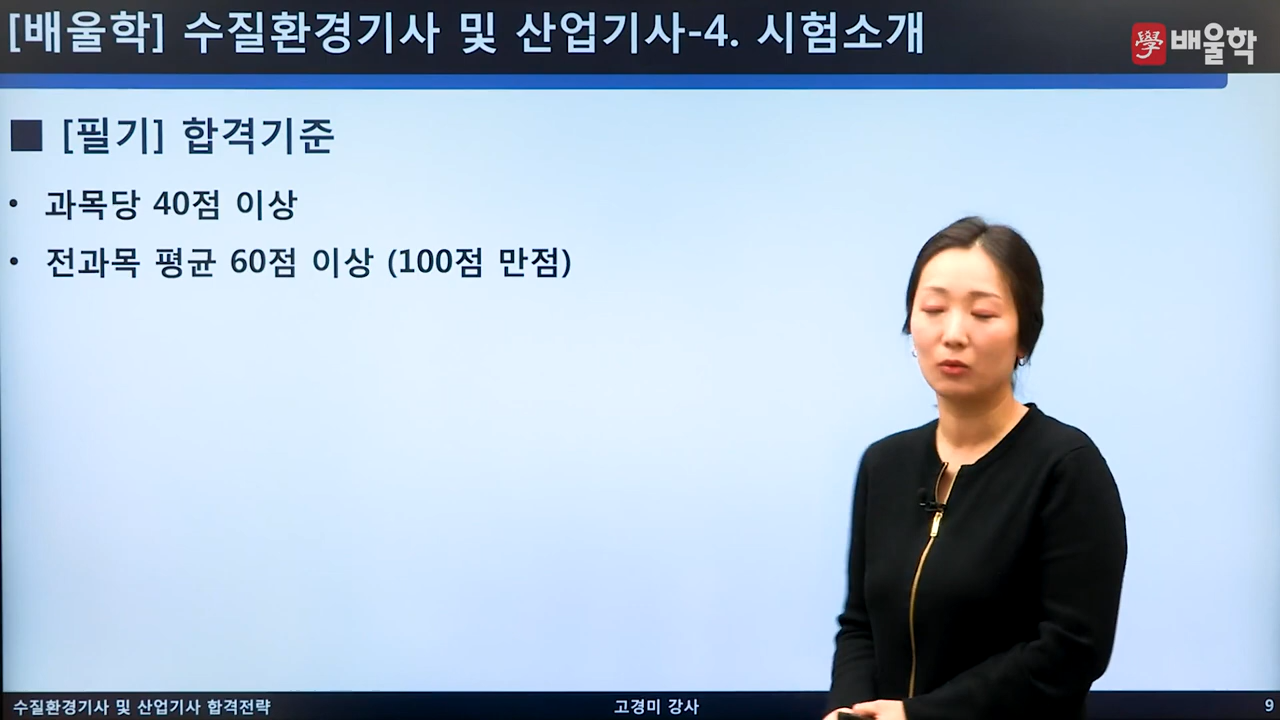 [배울학] 수질환경기사 및 산업기사-4. 시험소개
學 배울학
■ [필기] 합격기준
• 과목당 40점 이상
• 전과목 평균 60점 이상 (100점 만점)
수질환경기사 및 산업기사 합격전략
고경미 강사
9